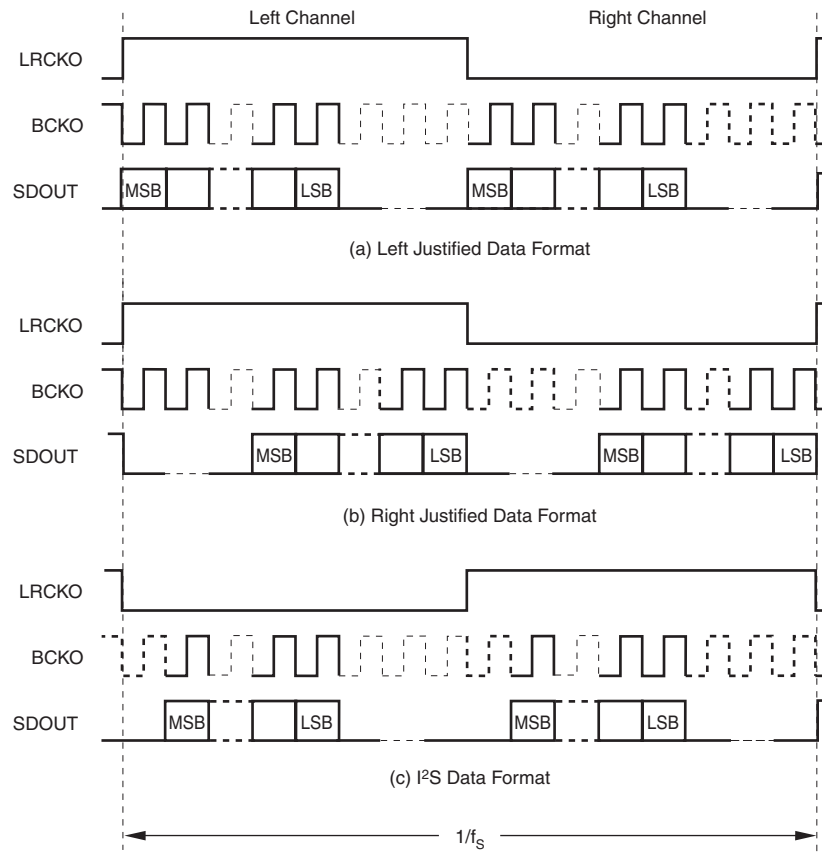 Left Channel Right Channel
LRCKO
BCKO
SDOUT MSB LSB MSB LSB
(a) Left Justified Data Format
LRCKO
BCKO
SDOUT MSB LSB MSB LSB
(b) Right Justified Data Format
LRCKO
BCKO
SDOUT MSB LSB MSB LSB
(c) I²S Data Format
1/fS